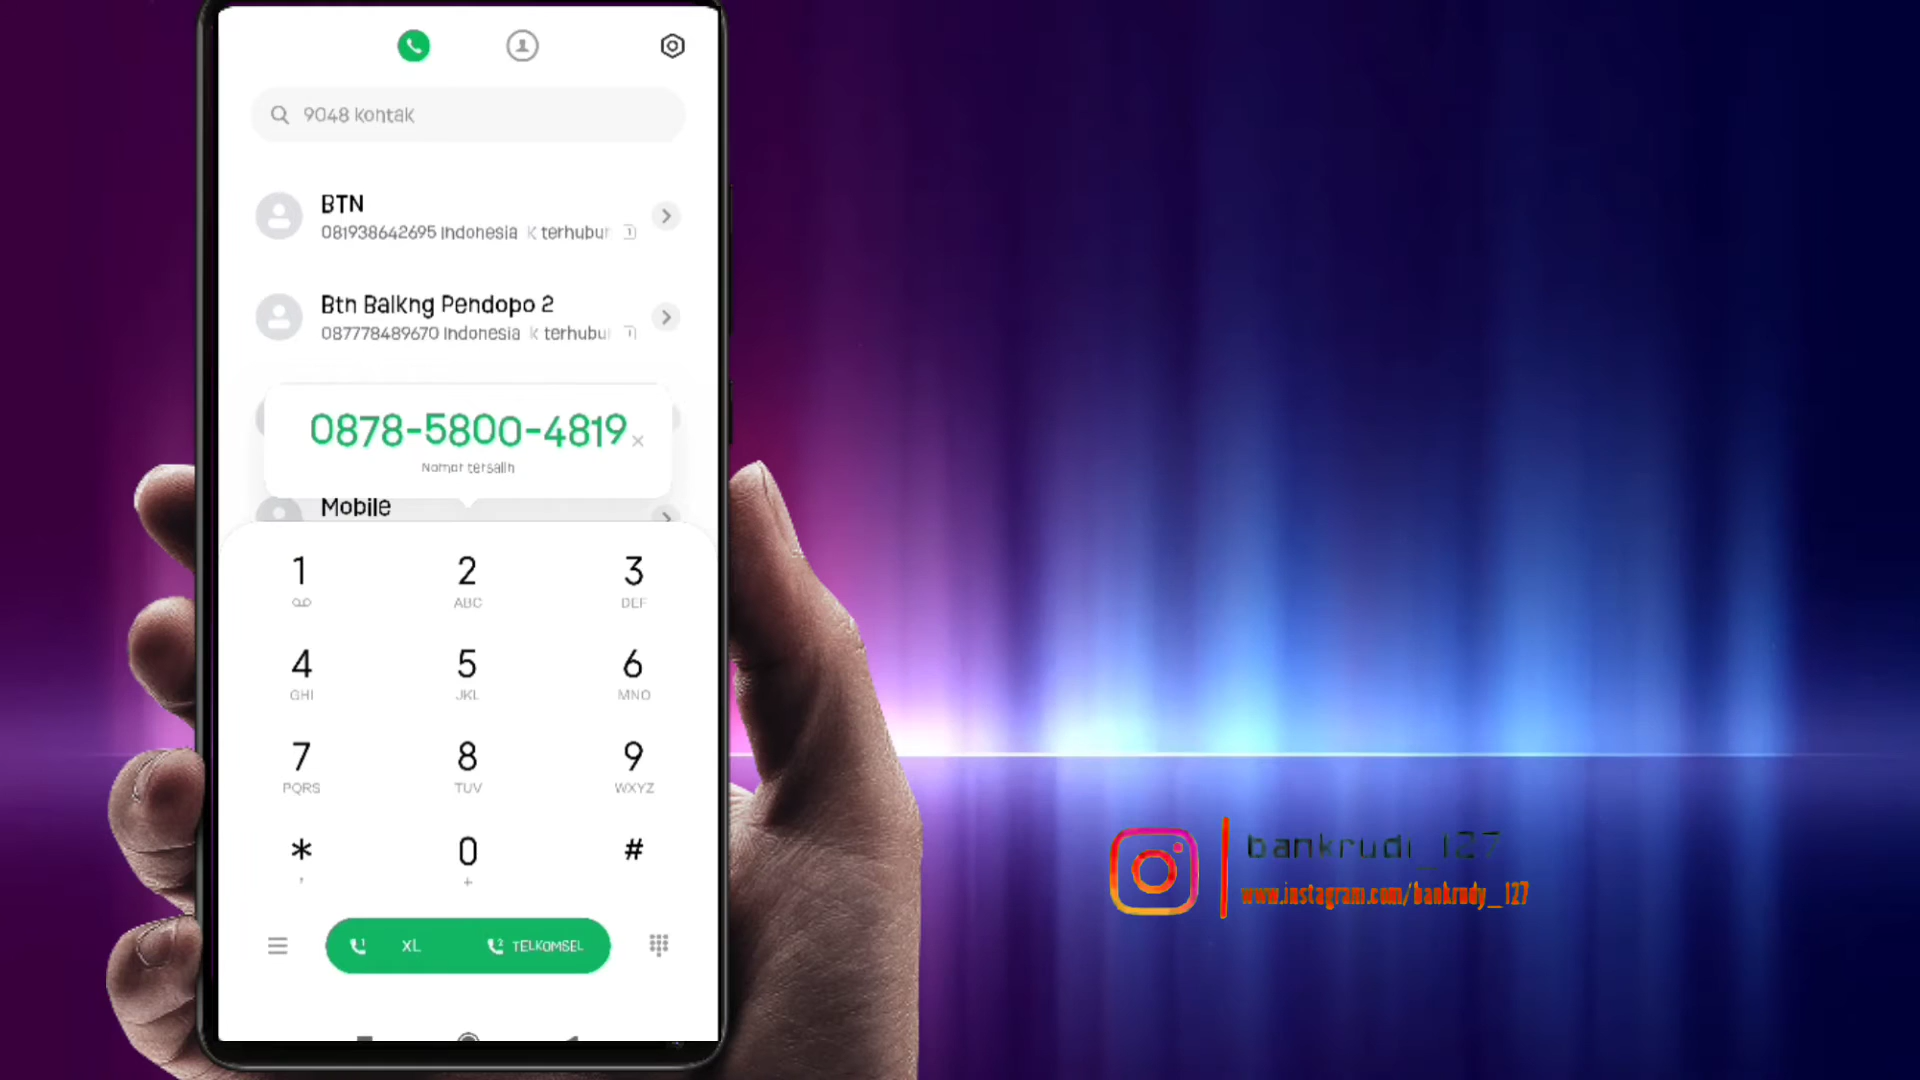 9048 kontak
BTN
081938642695 Indonesia terhubun
Btn Balkng Pendopo 2
087778489670 Indonesia terhubu
0878-5800-4819
Nomor tersalin
Mobile
1 2 3
ABC DEF
4 5 6
GHI JKL MNO
7 8 9
PQRS TUV WXYZ
* 0 #
, +
XL TELKOMSEL
bankrudi_127
www.instagram.com/bankrudy_127